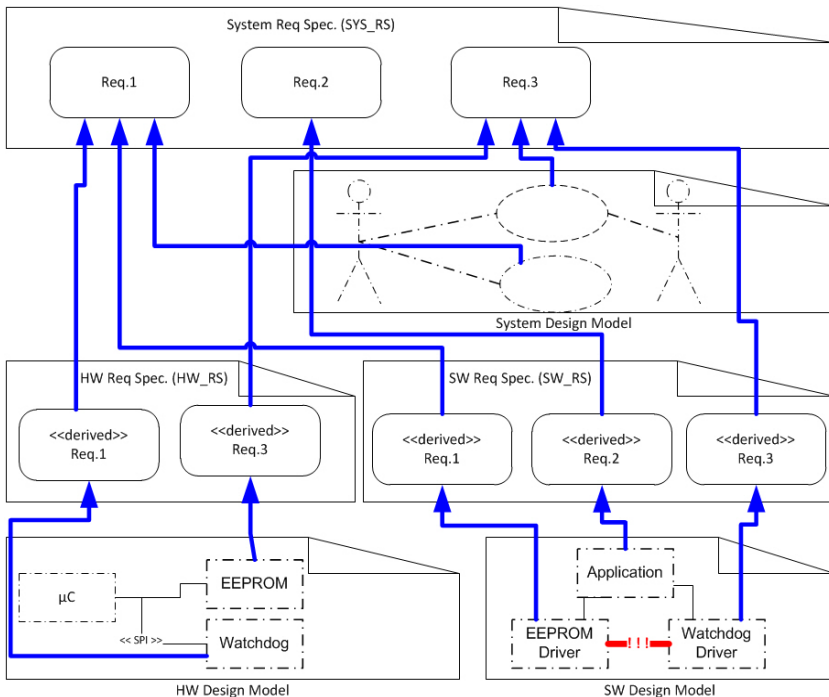 System Req Spec. (SYS_RS)
Req.1
Req.2
Req.3
System Design Model
HW Req Spec. (HW_RS)
SW Req Spec. (SW_RS)
<<derived>>
Req.1
<<derived>>
Req.3
<<derived>>
Req.1
<<derived>>
Req.2
<<derived>>
Req.3
µC
EEPROM
<< SPI >>
Watchdog
HW Design Model
Application
EEPROM
Driver
!!!
Watchdog
Driver
SW Design Model